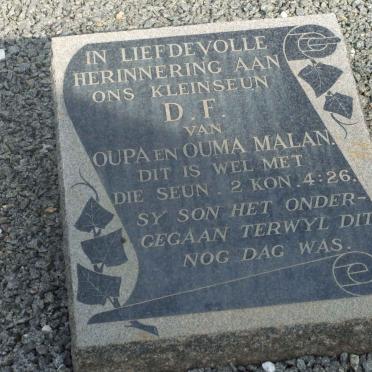 IN LIEFDEVOLLE
HERINNERING AAN
ONS KLEINSEUN
D.F.
VAN
OUPA EN OUMA MALAN.
DIT IS WEL MET
DIE SEUN. 2 KON. 4:26.
SY SON HET ONDER-
GEGAAN TERWYL DIT
NOG DAG WAS.